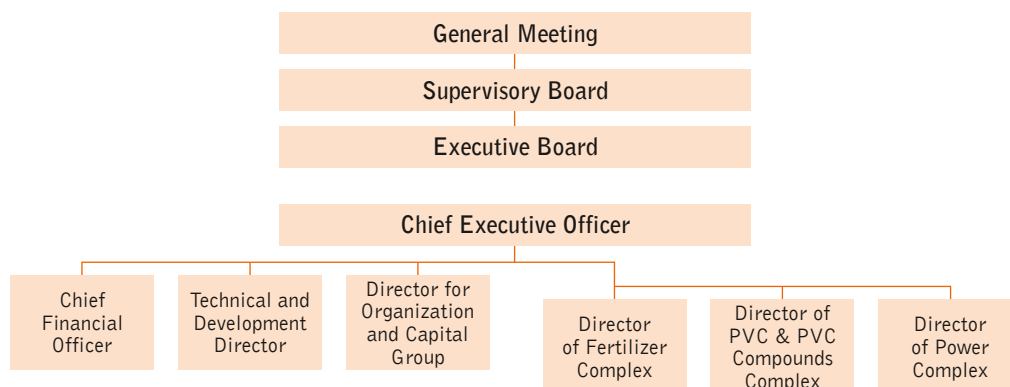 General Meeting
Supervisory Board
Executive Board
Chief Executive Officer
Chief
Financial
Officer
Technical and
Development
Director
Director for
Organization
and Capital
Group
Director
of Fertilizer
Complex
Director of
PVC & PVC
Compounds
Complex
Director
of Power
Complex